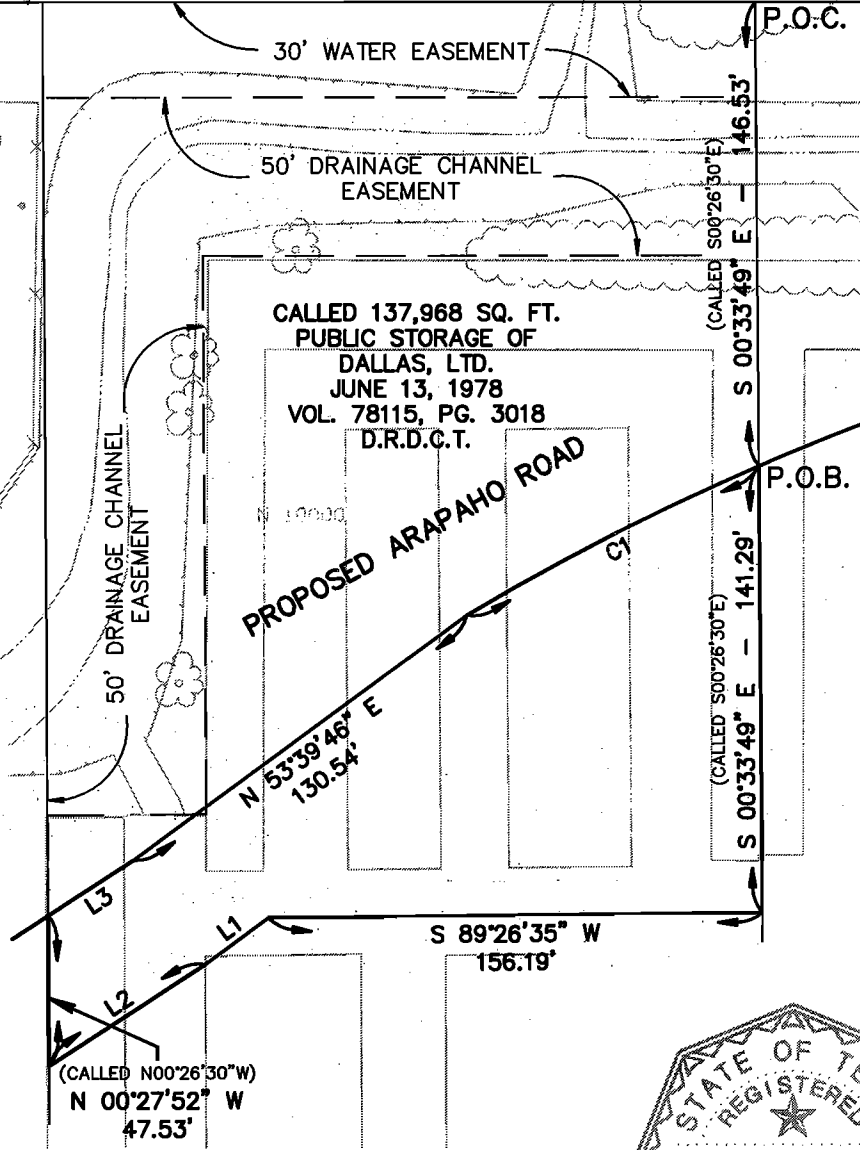 P.O.C.
30' WATER EASEMENT
50' DRAINAGE CHANNEL
EASEMENT
(CALLED S00°26'30"E)
S 00°33'49" E - 146.53'
CALLED 137,968 SQ. FT.
PUBLIC STORAGE OF
DALLAS, LTD.
JUNE 13, 1978
VOL. 78115, PG. 3018
D.R.D.C.T.
50' DRAINAGE CHANNEL
EASEMENT
N 10000
PROPOSED ARAPAHO ROAD
P.O.B.
C1
(CALLED S00°26'30"E)
S 00°33'49" E - 141.29'
N 53°39'46" E
130.54'
L3
L1
L2
S 89°26'35" W
156.19'
(CALLED N00°26'30"W)
N 00°27'52" W
47.53'
STATE OF TE
REGISTERED